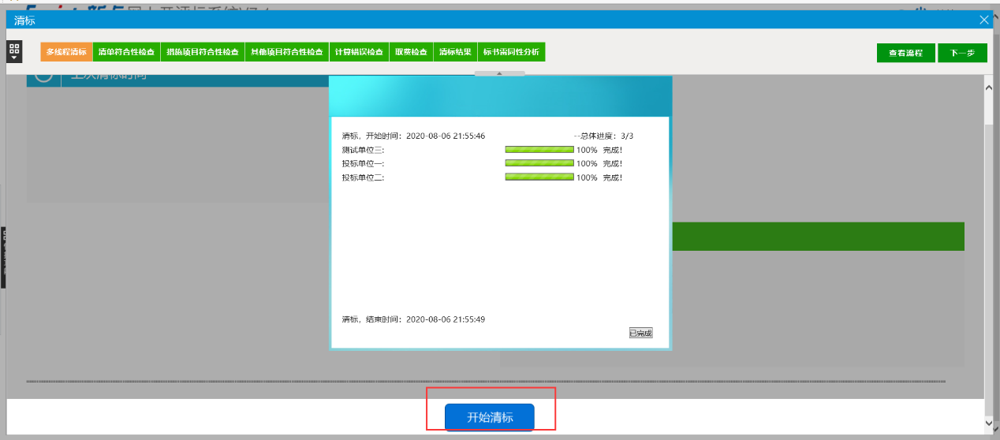 清标
多线程清标 清单符合性检查 措施项目符合性检查 其他项目符合性检查 计算错误检查 取费检查 清标结果 标书雷同性分析
查看流程 下一步
上次清标时间
清标，开始时间：2020-08-06 21:55:46 --总体进度：3/3
测试单位三: 100% 完成!
投标单位一: 100% 完成!
投标单位二: 100% 完成!
清标，结束时间：2020-08-06 21:55:49
已完成
开始清标